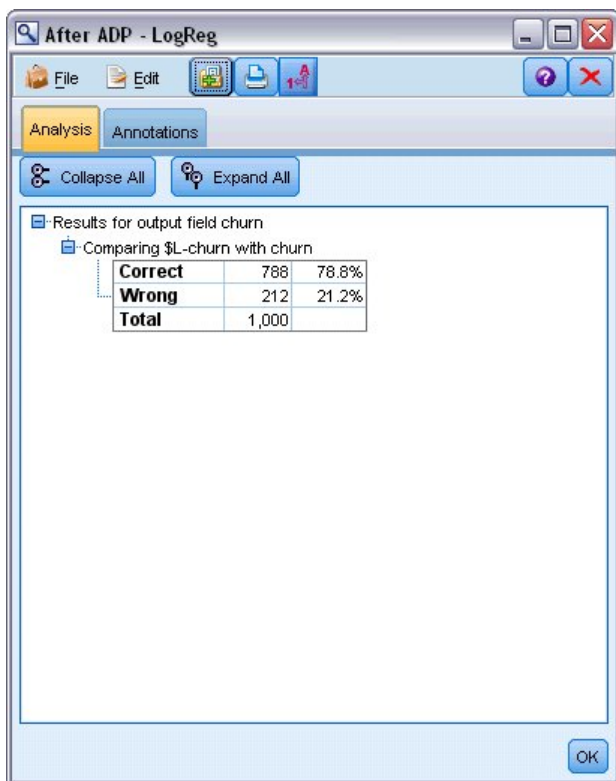 After ADP - LogReg
File Edit
Analysis Annotations
Collapse All Expand All
Results for output field churn
Comparing $L-churn with churn
Correct 788 78.8%
Wrong 212 21.2%
Total 1,000
OK